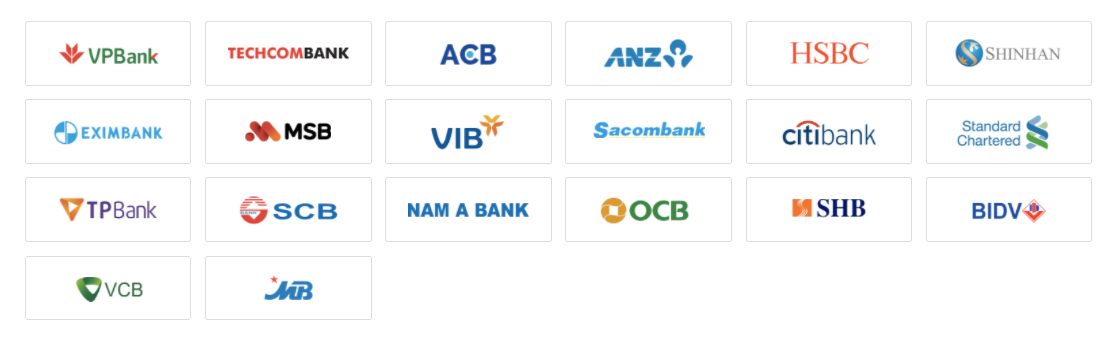 VPBank
TECHCOMBANK
ACB
ANZ
HSBC
SHINHAN
EXIMBANK
MSB
VIB
Sacombank
citibank
Standard
Chartered
TPBank
SCB
NAM A BANK
OCB
SHB
BIDV
VCB
MB